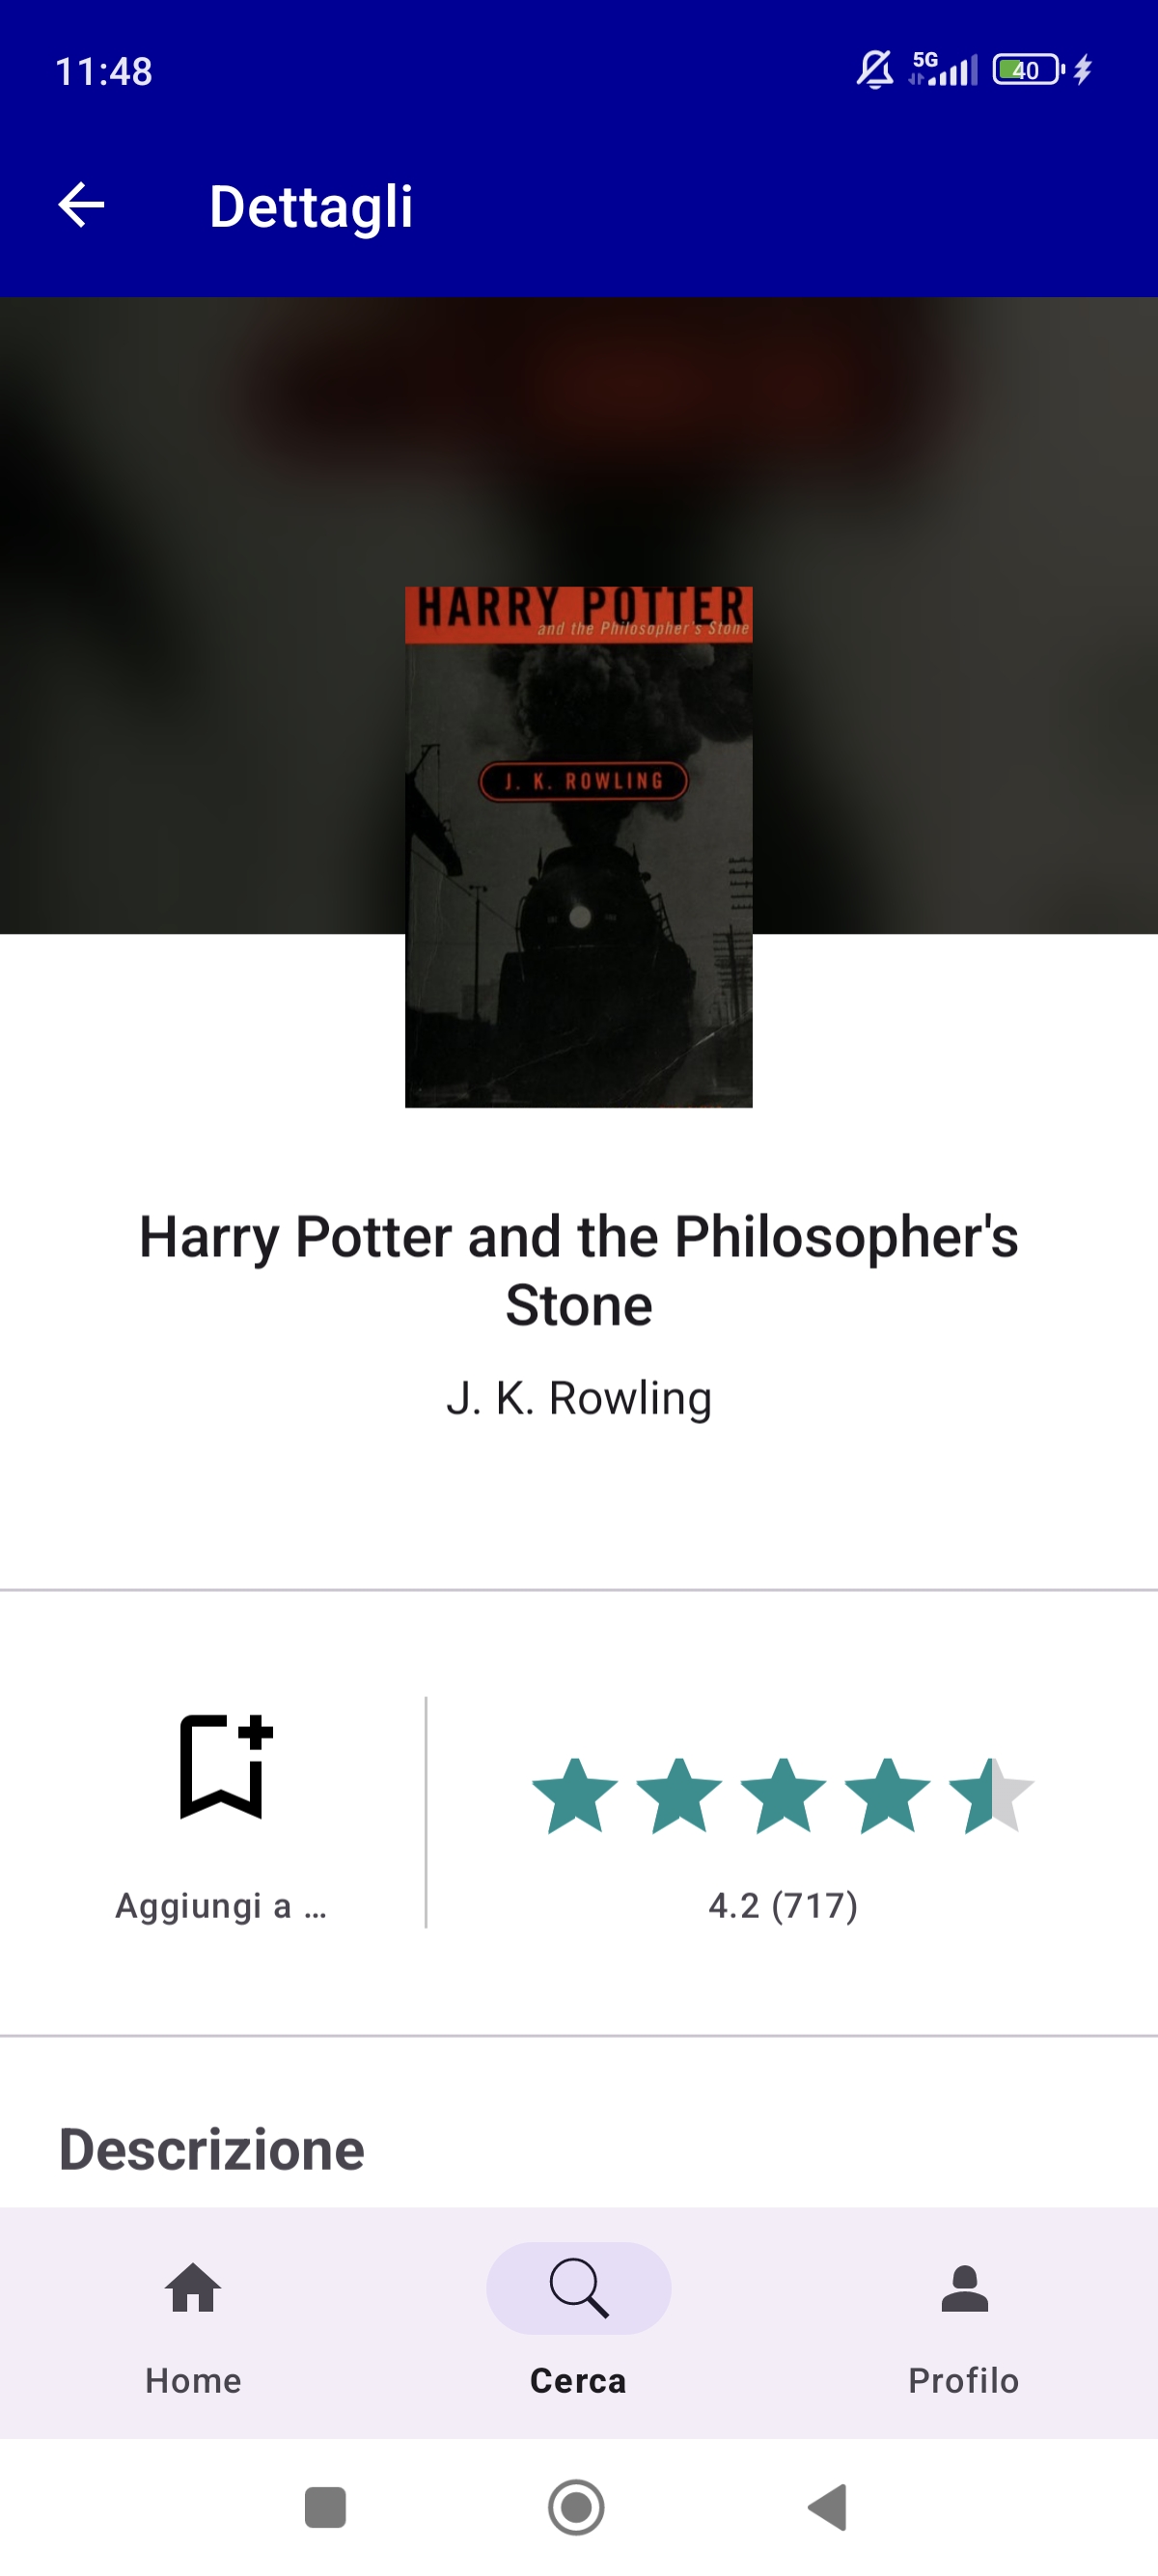 11:48
5G
40
Dettagli
HARRY POTTER
and the Philosopher's Stone
J. K. ROWLING
Harry Potter and the Philosopher's
Stone
J. K. Rowling
Aggiungi a ...
4.2 (717)
Descrizione
Home
Cerca
Profilo